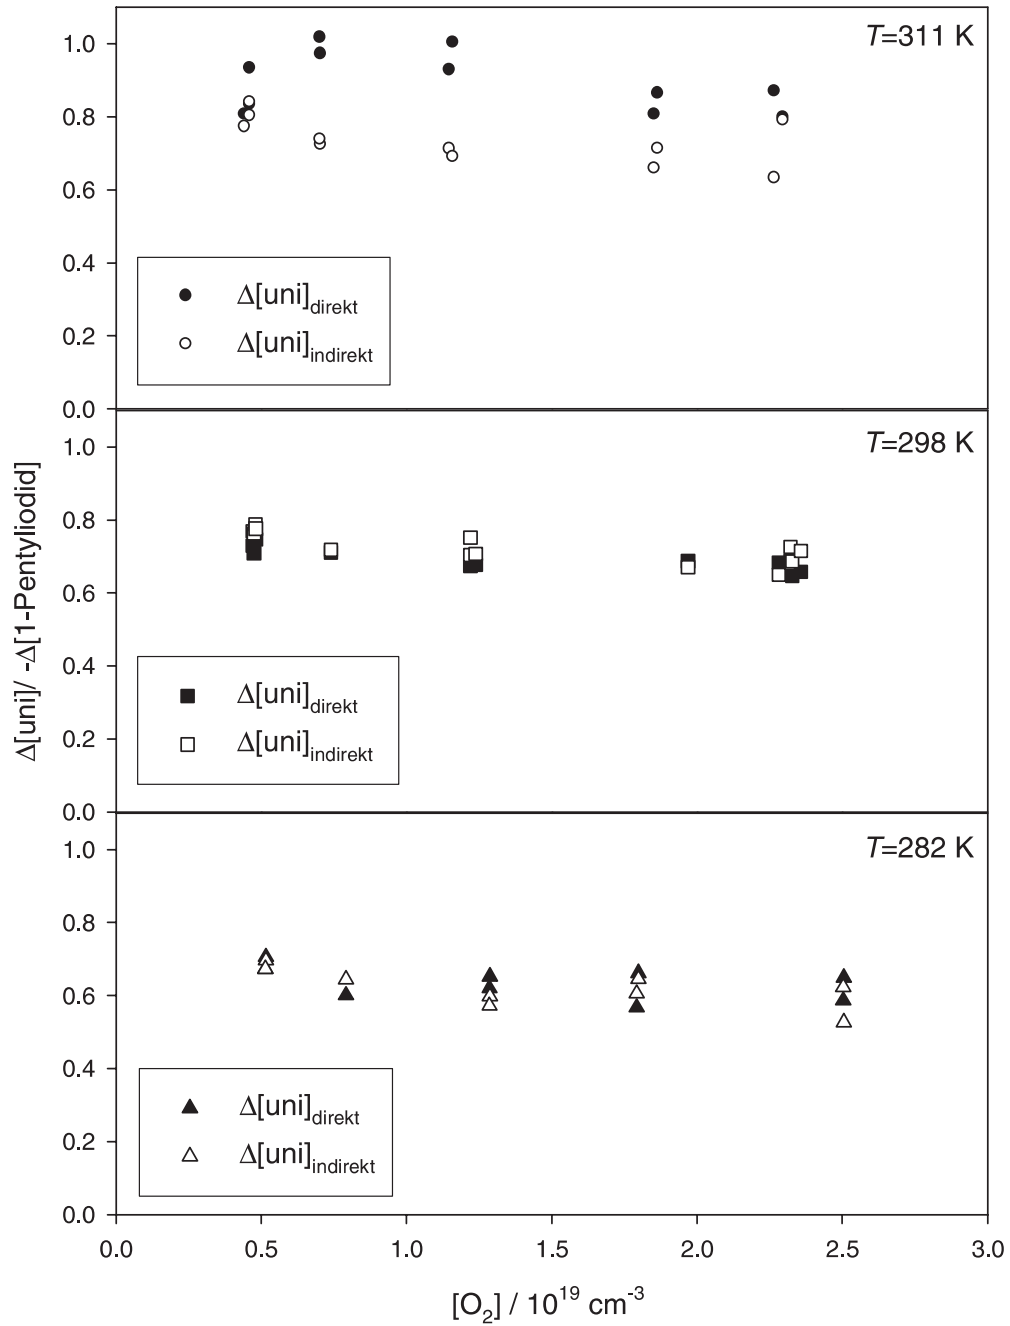 T=311 K
1.0
0.8
0.6
0.4
0.2
0.0
Δ[uni]direkt
Δ[uni]indirekt
T=298 K
1.0
0.8
0.6
0.4
0.2
0.0
Δ[uni]direkt
Δ[uni]indirekt
Δ[uni]/ -Δ[1-Pentyliodid]
T=282 K
1.0
0.8
0.6
0.4
0.2
0.0
Δ[uni]direkt
Δ[uni]indirekt
0.0 0.5 1.0 1.5 2.0 2.5 3.0
[O2] / 10^19 cm^-3